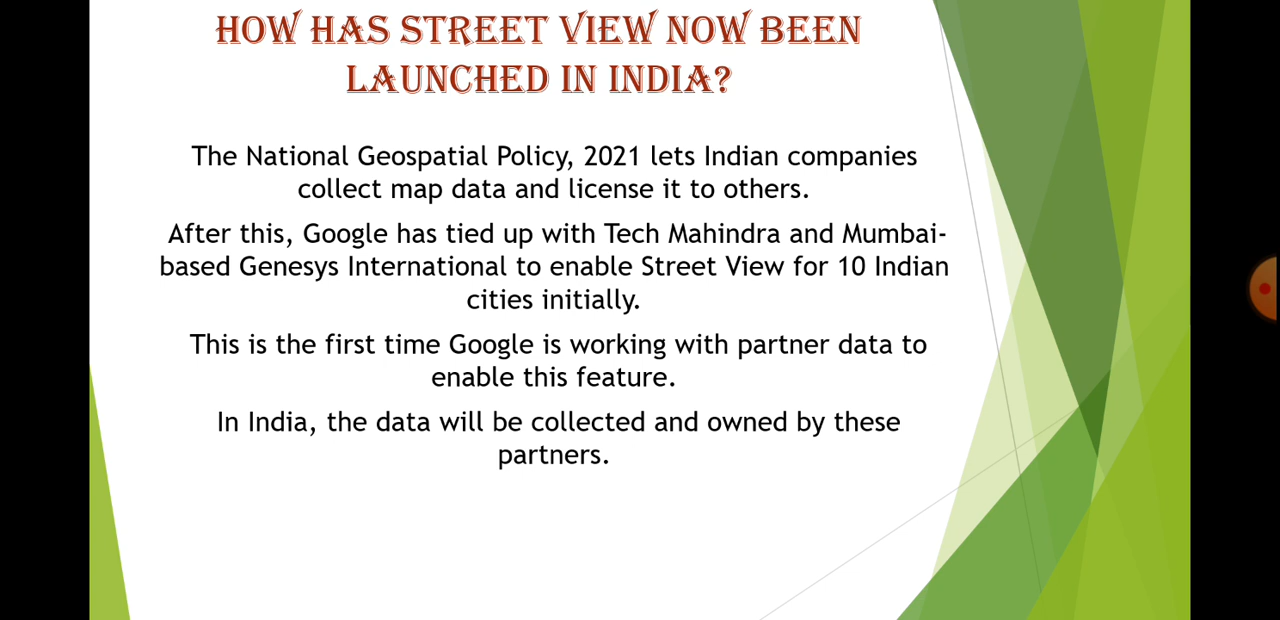 HOW HAS STREET VIEW NOW BEEN
LAUNCHED IN INDIA?
The National Geospatial Policy, 2021 lets Indian companies
collect map data and license it to others.
After this, Google has tied up with Tech Mahindra and Mumbai-
based Genesys International to enable Street View for 10 Indian
cities initially.
This is the first time Google is working with partner data to
enable this feature.
In India, the data will be collected and owned by these
partners.